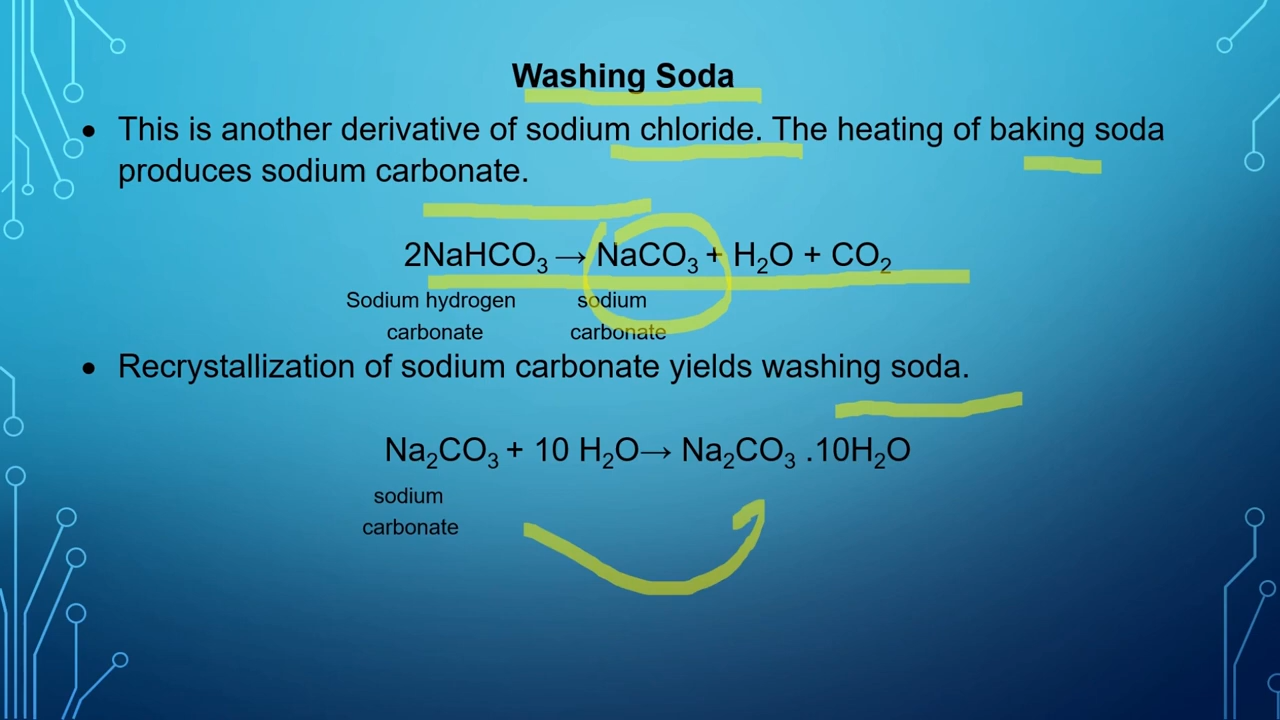 Washing Soda
• This is another derivative of sodium chloride. The heating of baking soda
produces sodium carbonate.
2NaHCO₃ → NaCO₃ + H₂O + CO₂
Sodium hydrogen sodium
carbonate carbonate
• Recrystallization of sodium carbonate yields washing soda.
Na₂CO₃ + 10 H₂O→ Na₂CO₃ .10H₂O
sodium
carbonate